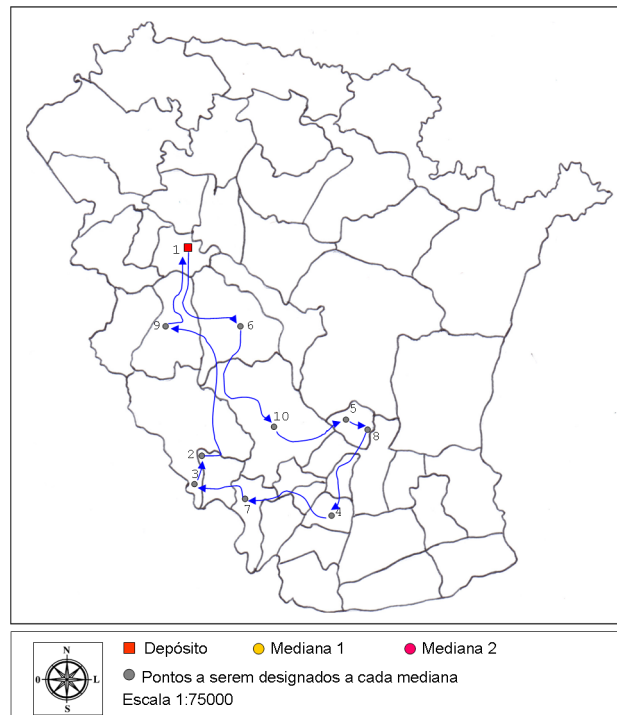 1
9
6
10
5
8
2
3
7
4
N
O L
S
Depósito
Mediana 1
Mediana 2
Pontos a serem designados a cada mediana
Escala 1:75000